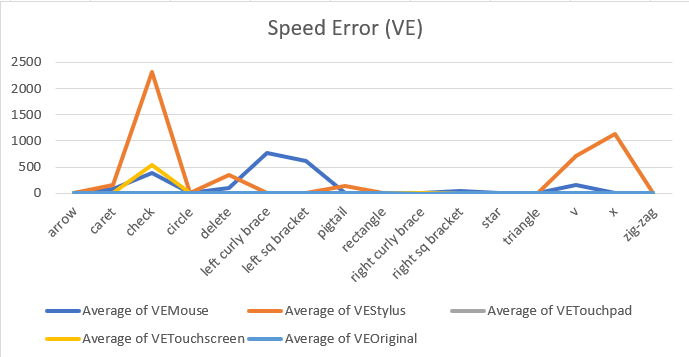 Speed Error (VE)
2500
2000
1500
1000
500
0
arrow
caret
check
circle
delete
left curly brace
left sq bracket
pigtail
rectangle
right curly brace
right sq bracket
star
triangle
v
x
zig-zag
Average of VEMouse
Average of VEStylus
Average of VETouchpad
Average of VETouchscreen
Average of VEOriginal